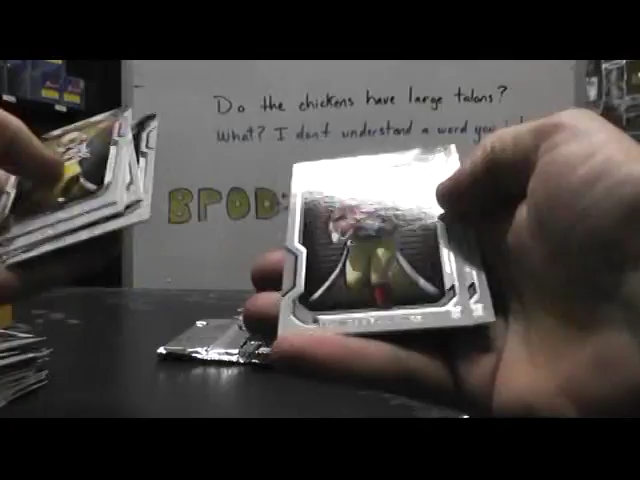 Do the chickens have large talons?
What? I don't understand a word you
BPOD